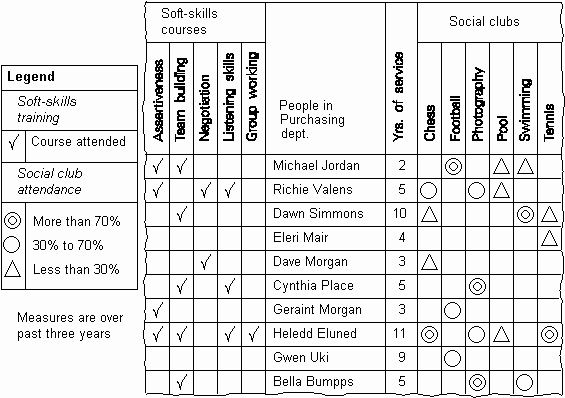 Soft-skills
courses
Social clubs
Legend
Soft-skills
training
√ Course attended
Social club
attendance
◎ More than 70%
○ 30% to 70%
△ Less than 30%
Measures are over
past three years
Assertiveness
Team building
Negotiation
Listening skills
Group working
People in
Purchasing
dept.
Yrs. of service
Chess
Football
Photography
Pool
Swimming
Tennis
√ √ Michael Jordan 2 ◎ △ △
√ √ √ Richie Valens 5 ○ ○ △
√ Dawn Simmons 10 △ ◎ △
Eleri Mair 4 △
√ Dave Morgan 3 △
√ √ Cynthia Place 5 ◎
√ Geraint Morgan 3 ○
√ √ √ √ Heledd Eluned 11 ◎ ○ △ ◎
Gwen Uki 9 ○
√ Bella Bumpps 5 ◎ ○